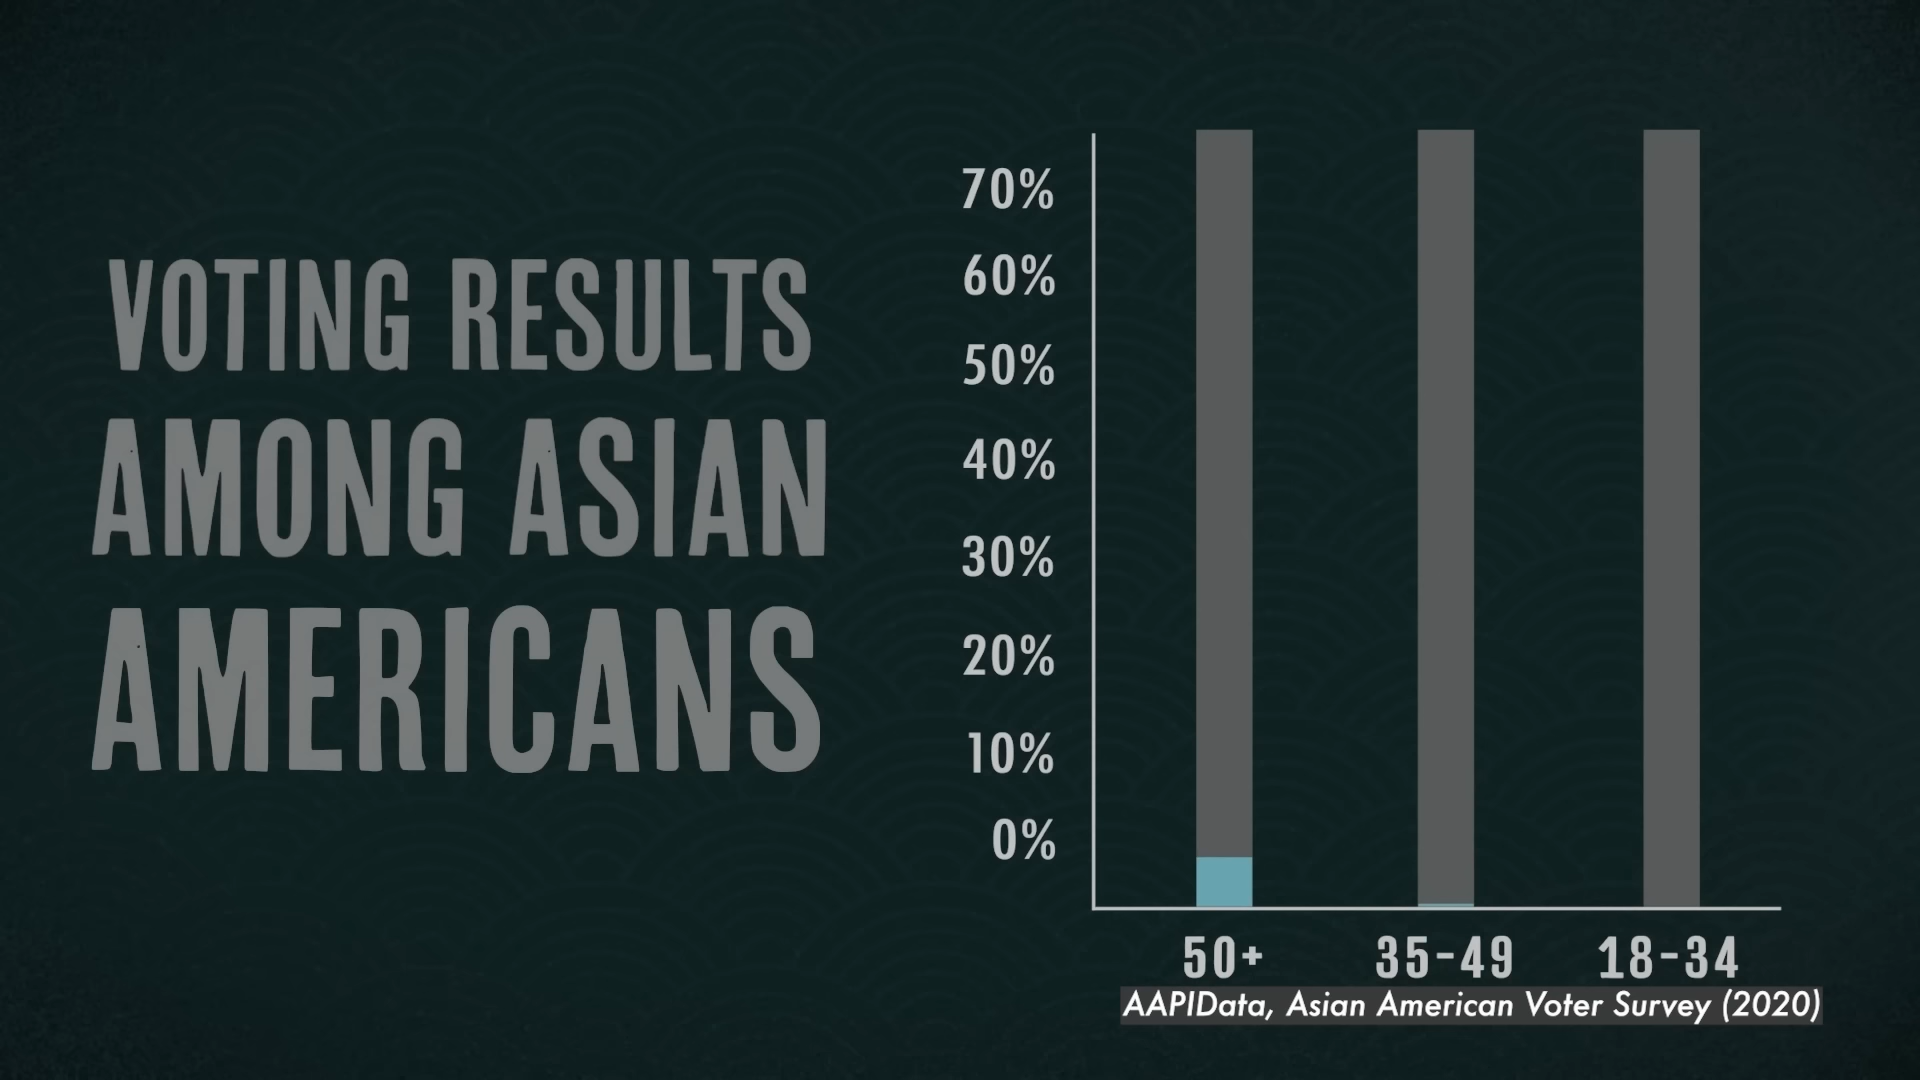 VOTING RESULTS
AMONG ASIAN
AMERICANS
70%
60%
50%
40%
30%
20%
10%
0%
50+ 35-49 18-34
AAPIData, Asian American Voter Survey (2020)